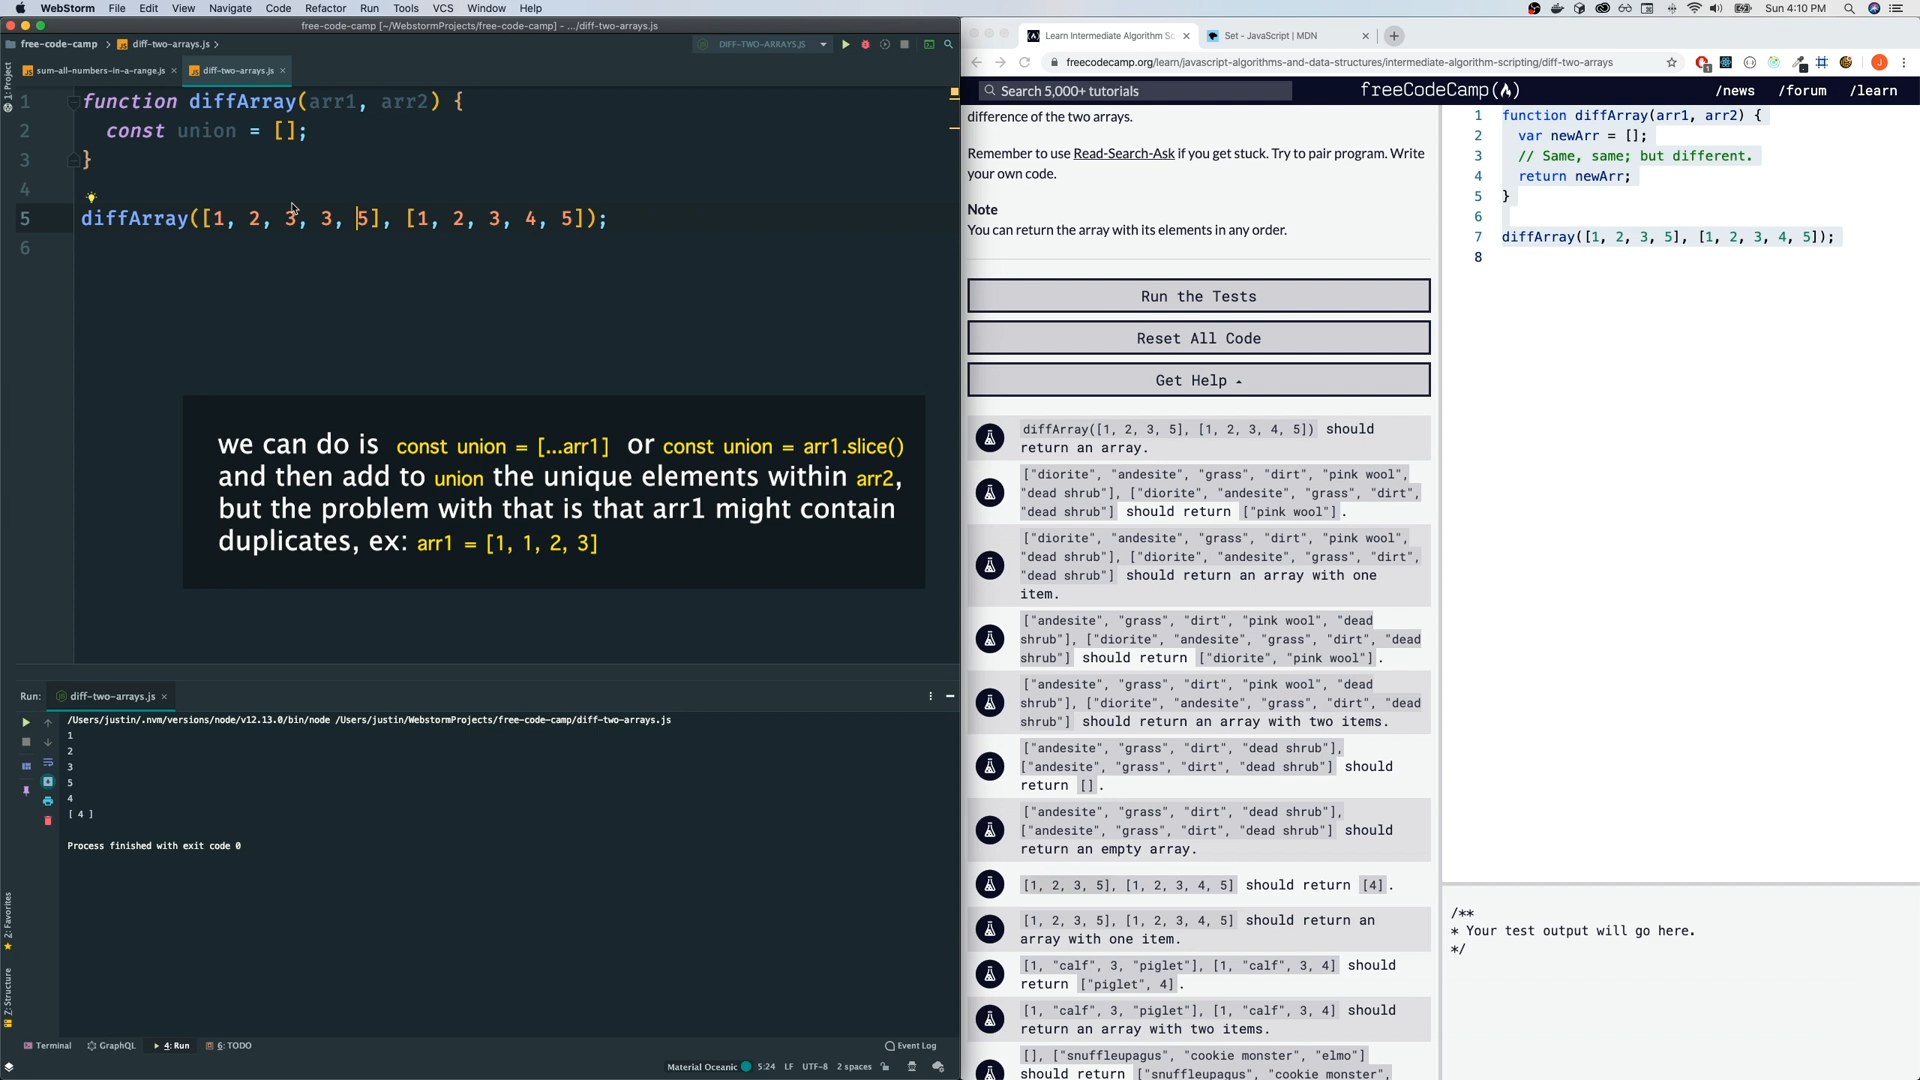 WebStorm File Edit View Navigate Code Refactor Run Tools VCS Window Help
Sun 4:10 PM
free-code-camp [~/WebstormProjects/free-code-camp] - .../diff-two-arrays.js
free-code-camp diff-two-arrays.js
DIFF-TWO-ARRAYS.JS
sum-all-numbers-in-a-range.js diff-two-arrays.js
1: Project
1 function diffArray(arr1, arr2) {
2 const union = [];
3 }
4
5 diffArray([1, 2, 3, 3, 5], [1, 2, 3, 4, 5]);
6
we can do is const union = [...arr1] or const union = arr1.slice()
and then add to union the unique elements within arr2,
but the problem with that is that arr1 might contain
duplicates, ex: arr1 = [1, 1, 2, 3]
Run: diff-two-arrays.js
/Users/justin/.nvm/versions/node/v12.13.0/bin/node /Users/justin/WebstormProjects/free-code-camp/diff-two-arrays.js
1
2
3
5
4
[ 4 ]
Process finished with exit code 0
2: Favorites
7: Structure
Terminal GraphQL 4: Run 6: TODO
Event Log
Material Oceanic 5:24 LF UTF-8 2 spaces
Learn Intermediate Algorithm Sc Set - JavaScript | MDN
freecodecamp.org/learn/javascript-algorithms-and-data-structures/intermediate-algorithm-scripting/diff-two-arrays
J
Search 5,000+ tutorials
freeCodeCamp
/news /forum /learn
difference of the two arrays.
Remember to use Read-Search-Ask if you get stuck. Try to pair program. Write
your own code.
Note
You can return the array with its elements in any order.
Run the Tests
Reset All Code
Get Help
diffArray([1, 2, 3, 5], [1, 2, 3, 4, 5]) should
return an array.
["diorite", "andesite", "grass", "dirt", "pink wool",
"dead shrub"], ["diorite", "andesite", "grass", "dirt",
"dead shrub"] should return ["pink wool"].
["diorite", "andesite", "grass", "dirt", "pink wool",
"dead shrub"], ["diorite", "andesite", "grass", "dirt",
"dead shrub"] should return an array with one
item.
["andesite", "grass", "dirt", "pink wool", "dead
shrub"], ["diorite", "andesite", "grass", "dirt", "dead
shrub"] should return ["diorite", "pink wool"].
["andesite", "grass", "dirt", "pink wool", "dead
shrub"], ["diorite", "andesite", "grass", "dirt", "dead
shrub"] should return an array with two items.
["andesite", "grass", "dirt", "dead shrub"],
["andesite", "grass", "dirt", "dead shrub"] should
return [].
["andesite", "grass", "dirt", "dead shrub"],
["andesite", "grass", "dirt", "dead shrub"] should
return an empty array.
[1, 2, 3, 5], [1, 2, 3, 4, 5] should return [4].
[1, 2, 3, 5], [1, 2, 3, 4, 5] should return an
array with one item.
[1, "calf", 3, "piglet"], [1, "calf", 3, 4] should
return ["piglet", 4].
[1, "calf", 3, "piglet"], [1, "calf", 3, 4] should
return an array with two items.
[], ["snuffleupagus", "cookie monster", "elmo"]
should return ["snuffleupagus", "cookie monster",
1 function diffArray(arr1, arr2) {
2 var newArr = [];
3 // Same, same; but different.
4 return newArr;
5 }
6
7 diffArray([1, 2, 3, 5], [1, 2, 3, 4, 5]);
8
/**
* Your test output will go here.
*/